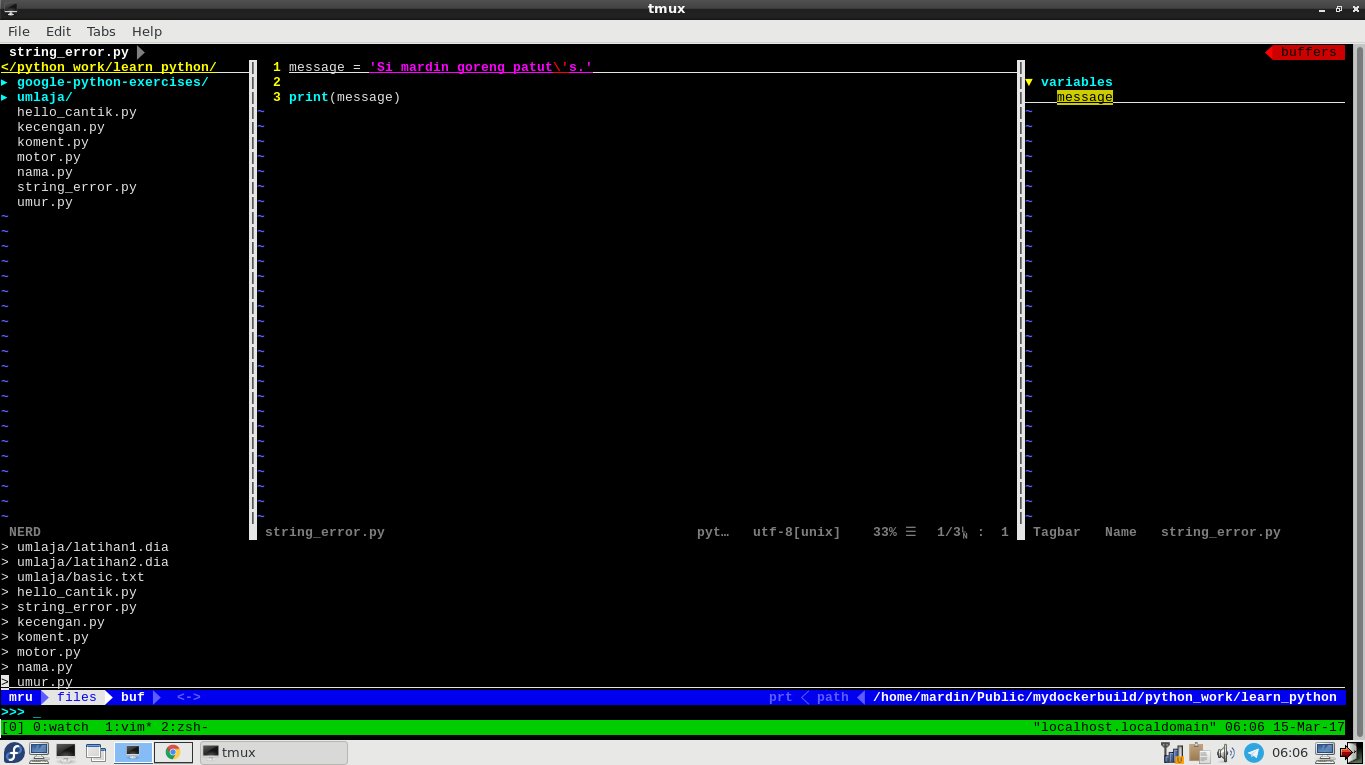 tmux
File Edit Tabs Help
string_error.py
buffers
</python_work/learn_python/
google-python-exercises/
umlaja/
hello_cantik.py
kecengan.py
koment.py
motor.py
nama.py
string_error.py
umur.py
1 message = 'Si mardin goreng patut\'s.'
2
3 print(message)
▼ variables
message
NERD
string_error.py pyt… utf-8[unix] 33% ☰ 1/3 : 1
Tagbar Name string_error.py
> umlaja/latihan1.dia
> umlaja/latihan2.dia
> umlaja/basic.txt
> hello_cantik.py
> string_error.py
> kecengan.py
> koment.py
> motor.py
> nama.py
> umur.py
mru files buf <-> prt path /home/mardin/Public/mydockerbuild/python_work/learn_python
>>> _
[0] 0:watch 1:vim* 2:zsh- "localhost.localdomain" 06:06 15-Mar-17
tmux
06:06